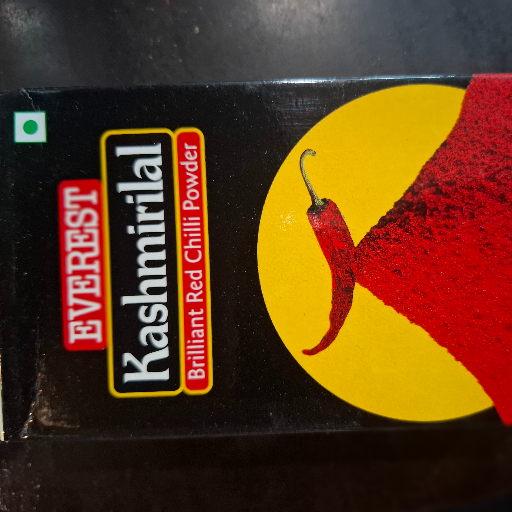 EVEREST
Kashmirilal
Brilliant Red Chilli Powder